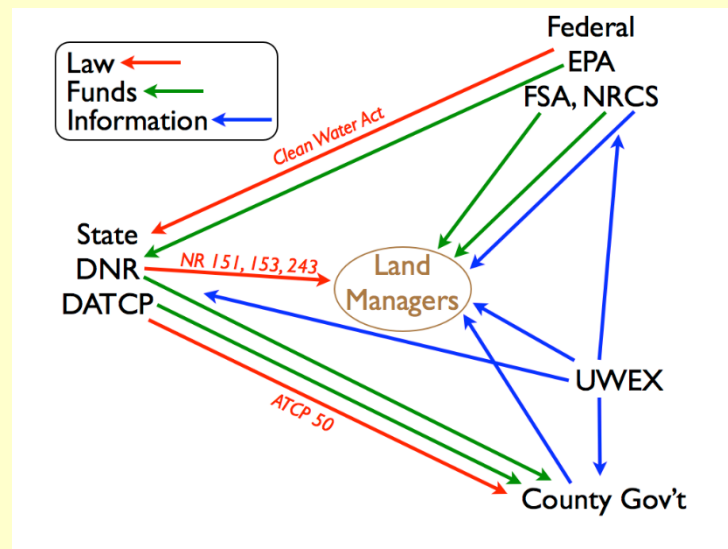 Federal
EPA
FSA, NRCS
Law
Funds
Information
Clean Water Act
State
DNR
DATCP
NR 151, 153, 243
Land
Managers
UWEX
ATCP 50
County Gov't